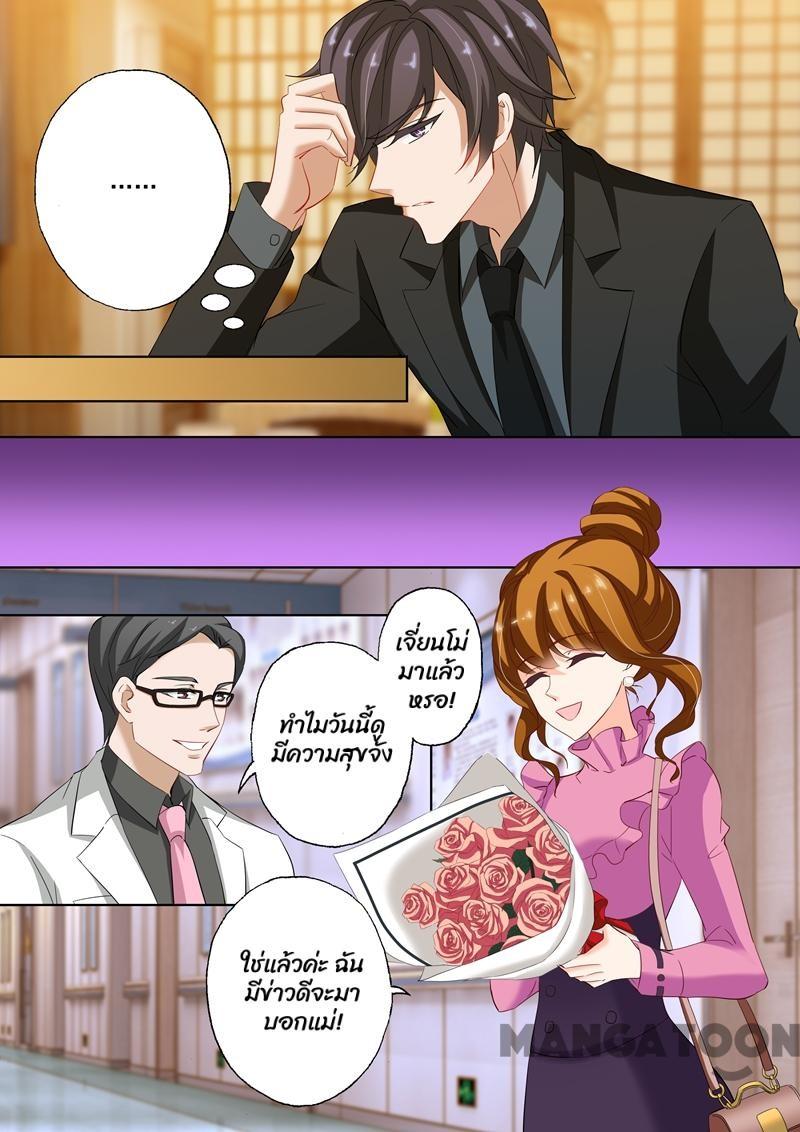 ......
เจี่ยนโม่
มาแล้ว
หรอ!
ทำไมวันนี้ดู
มีความสุขจัง
ใช่แล้วค่ะ ฉัน
มีข่าวดีจะมา
บอกแม่!
MANGATOON